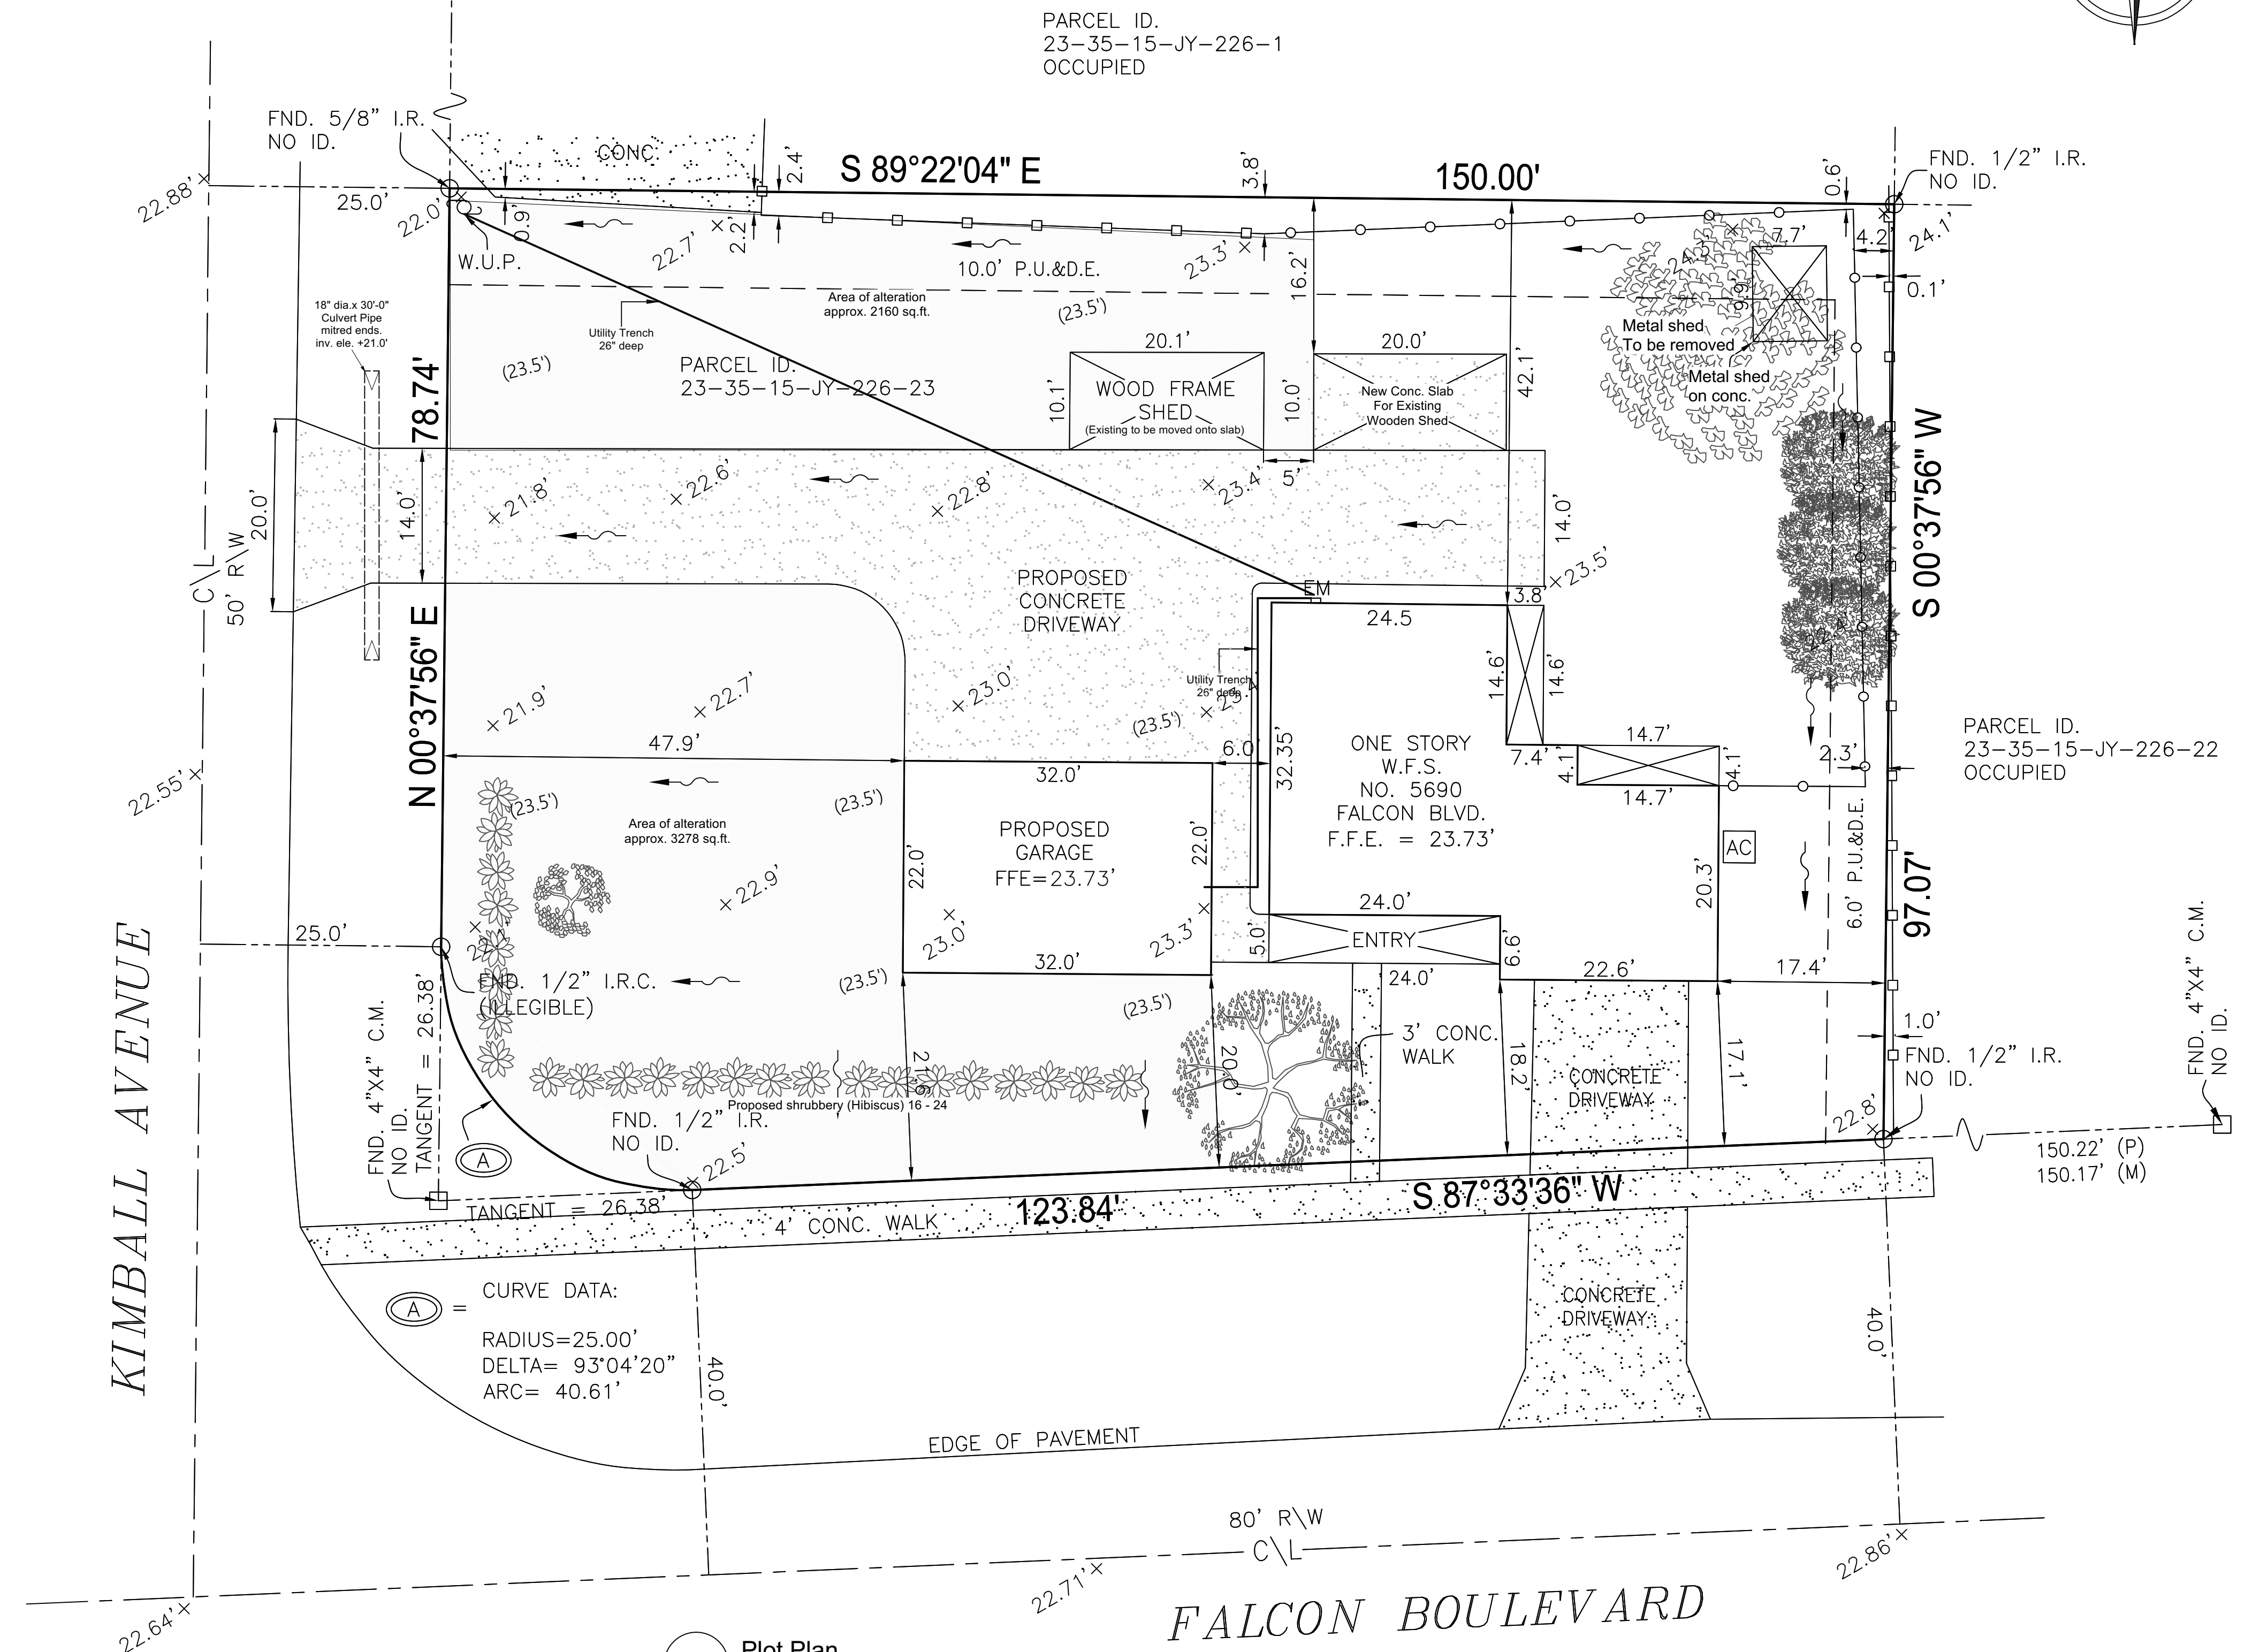 PARCEL ID.
23-35-15-JY-226-1
OCCUPIED
FND. 5/8" I.R.
NO ID.
CONC.
2.4'
S 89°22'04" E
3.8'
150.00'
0.6'
FND. 1/2" I.R.
NO ID.
22.88'
25.0'
22.0'
0.9'
22.7'
2.2'
W.U.P.
10.0' P.U.&D.E.
23.3'
16.2'
7.7'
4.2'
24.1'
0.1'
9.9'
18" dia.x 30'-0"
Culvert Pipe
mitred ends.
inv. ele. +21.0'
Utility Trench
26" deep
Area of alteration
approx. 2160 sq.ft.
(23.5')
(23.5')
Metal shed
To be removed
Metal shed
on conc.
PARCEL ID.
23-35-15-JY-226-23
20.1'
10.1'
WOOD FRAME
SHED
(Existing to be moved onto slab)
20.0'
10.0'
New Conc. Slab
For Existing
Wooden Shed
42.1'
78.74'
S 00°37'56" W
20.0'
14.0'
21.8'
22.6'
22.8'
23.4'
5'
14.0'
23.5'
C\L
50' R\W
PROPOSED
CONCRETE
DRIVEWAY
EM
3.8'
24.5
N 00°37'56" E
14.6'
14.6'
Utility Trench
26" deep
21.9'
22.7'
23.0'
(23.5')
47.9'
6.0'
32.35'
32.0'
ONE STORY
W.F.S.
NO. 5690
FALCON BLVD.
F.F.E. = 23.73'
7.4'
4.1'
14.7'
14.7'
4.1'
2.3'
PARCEL ID.
23-35-15-JY-226-22
OCCUPIED
22.55'
(23.5')
(23.5')
Area of alteration
approx. 3278 sq.ft.
22.0'
PROPOSED
GARAGE
FFE=23.73'
22.0'
AC
20.3'
6.0' P.U.&D.E.
97.07'
22.9'
23.0'
23.3'
24.0'
5.0'
ENTRY
6.6'
25.0'
FND. 1/2" I.R.C.
(ILLEGIBLE)
(23.5')
32.0'
(23.5')
24.0'
22.6'
17.4'
KIMBALL AVENUE
FND. 4"X4" C.M.
NO ID.
TANGENT = 26.38'
21.6'
20.0'
3' CONC.
WALK
18.2'
CONCRETE
DRIVEWAY
17.1'
1.0'
FND. 1/2" I.R.
NO ID.
FND. 4"X4" C.M.
NO ID.
Proposed shrubbery (Hibiscus) 16 - 24
FND. 1/2" I.R.
NO ID.
22.5'
22.8'
A
150.22' (P)
150.17' (M)
TANGENT = 26.38'
4' CONC. WALK
123.84'
S 87°33'36" W
A = CURVE DATA:
RADIUS=25.00'
DELTA= 93°04'20"
ARC= 40.61'
40.0'
CONCRETE
DRIVEWAY
40.0'
EDGE OF PAVEMENT
80' R\W
C\L
22.64'
22.71'
22.86'
FALCON BOULEVARD
Plot Plan